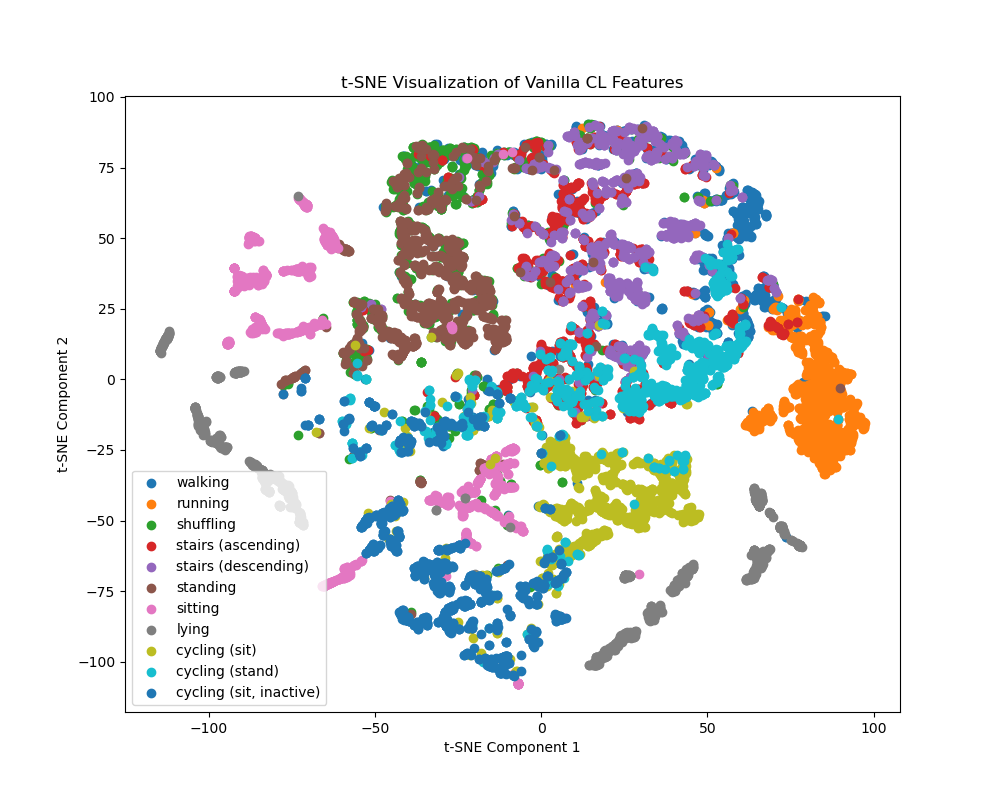 t-SNE Visualization of Vanilla CL Features
100
75
50
25
0
−25
−50
−75
−100
t-SNE Component 2
walking
running
shuffling
stairs (ascending)
stairs (descending)
standing
sitting
lying
cycling (sit)
cycling (stand)
cycling (sit, inactive)
−100
−50
0
50
100
t-SNE Component 1